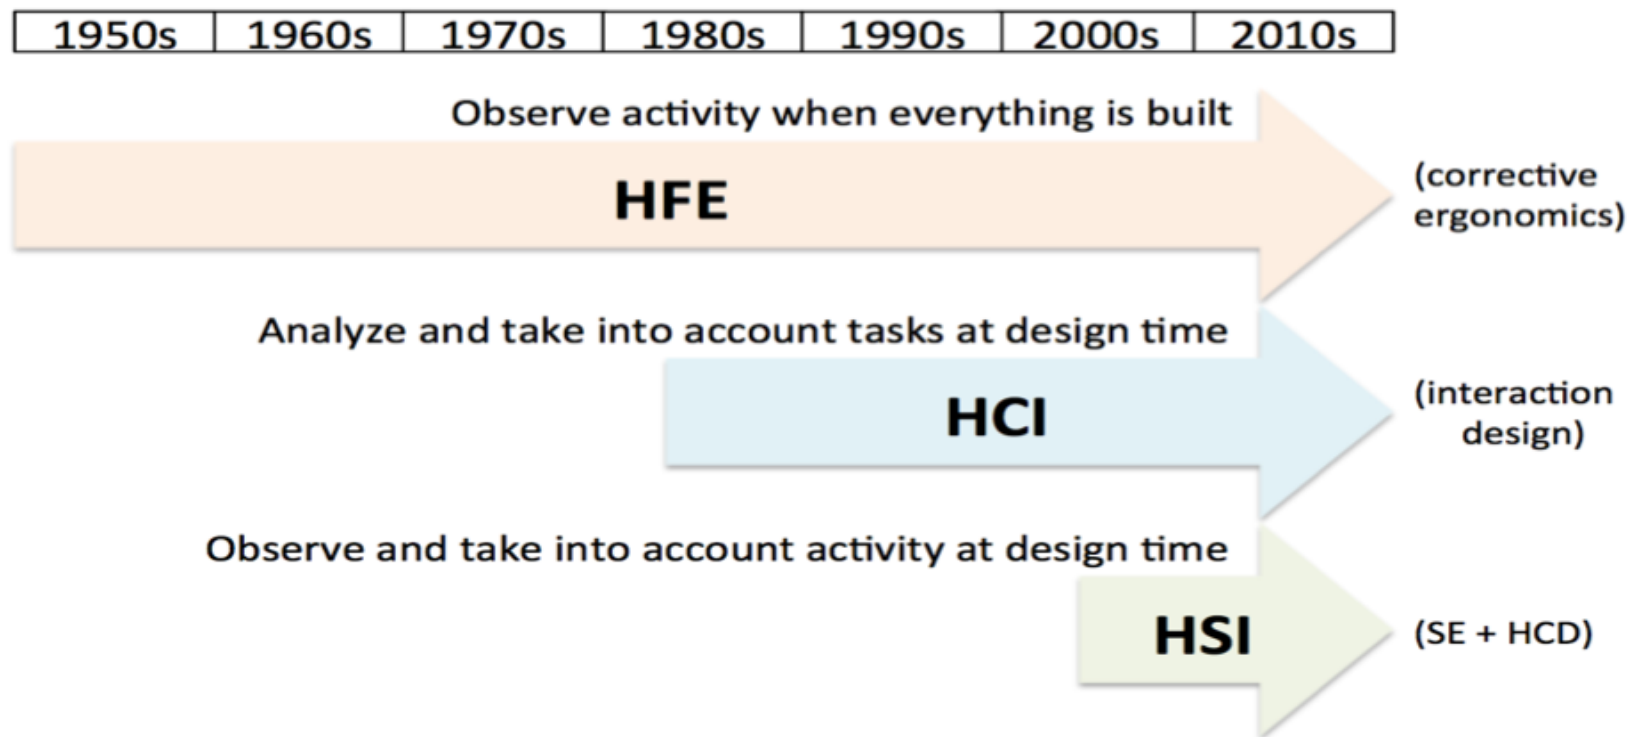 1950s 1960s 1970s 1980s 1990s 2000s 2010s
Observe activity when everything is built
HFE
(corrective
ergonomics)
Analyze and take into account tasks at design time
HCI
(interaction
design)
Observe and take into account activity at design time
HSI
(SE + HCD)